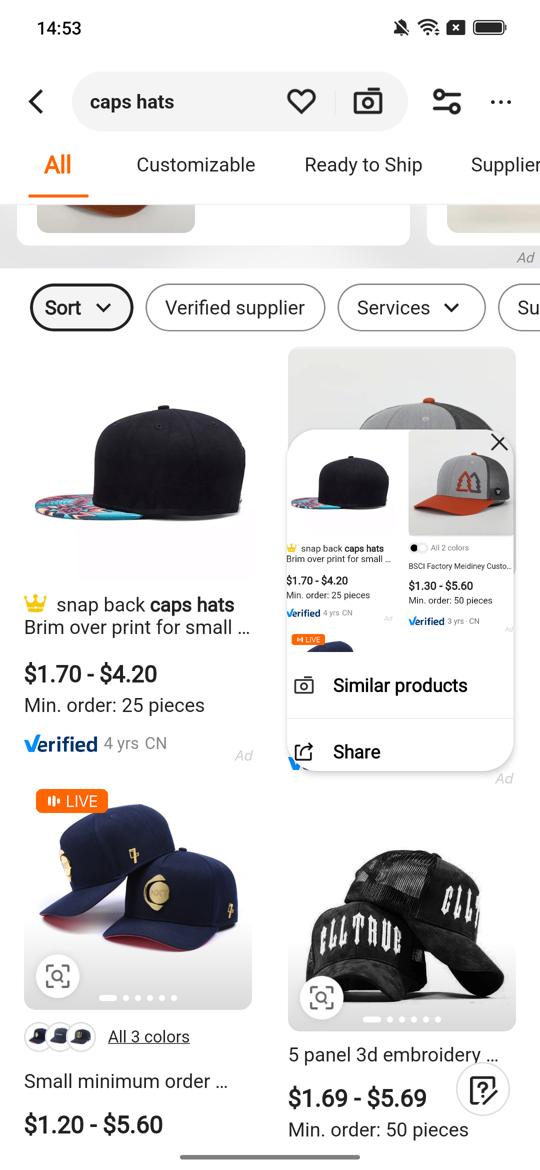 14:53
caps hats
All
Customizable
Ready to Ship
Supplier
Ad
Sort
Verified supplier
Services
Su
snap back caps hats
Brim over print for small ...
$1.70 - $4.20
Min. order: 25 pieces
Verified 4 yrs CN
Ad
snap back caps hats
Brim over print for small ...
$1.70 - $4.20
Min. order: 25 pieces
Verified 4 yrs CN
Ad
LIVE
All 2 colors
BSCI Factory Meidiney Custo...
$1.30 - $5.60
Min. order: 50 pieces
Verified 3 yrs · CN
Ad
Similar products
Share
Ad
LIVE
All 3 colors
Small minimum order ...
$1.20 - $5.60
ELLTRUE
ELLT
5 panel 3d embroidery ...
$1.69 - $5.69
Min. order: 50 pieces